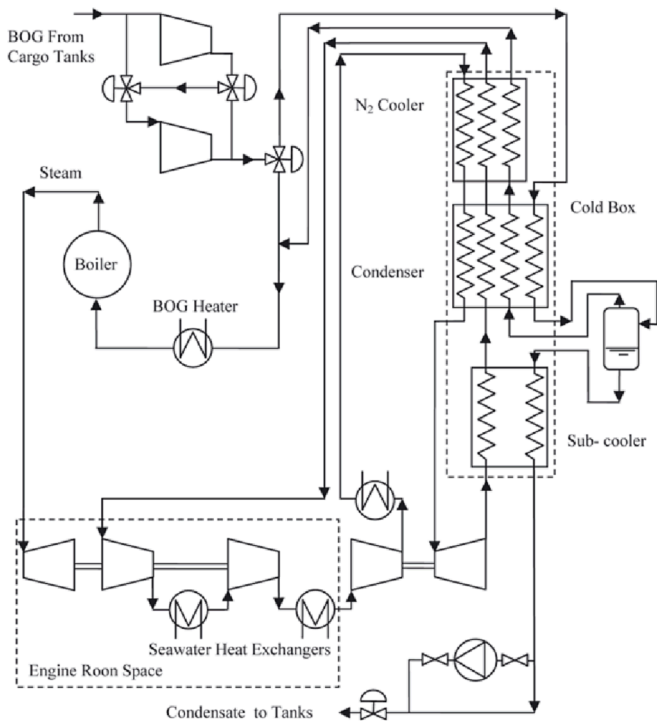 BOG From
Cargo Tanks
N₂ Cooler
Steam
Cold Box
Boiler
Condenser
BOG Heater
Sub- cooler
Seawater Heat Exchangers
Engine Roon Space
Condensate to Tanks